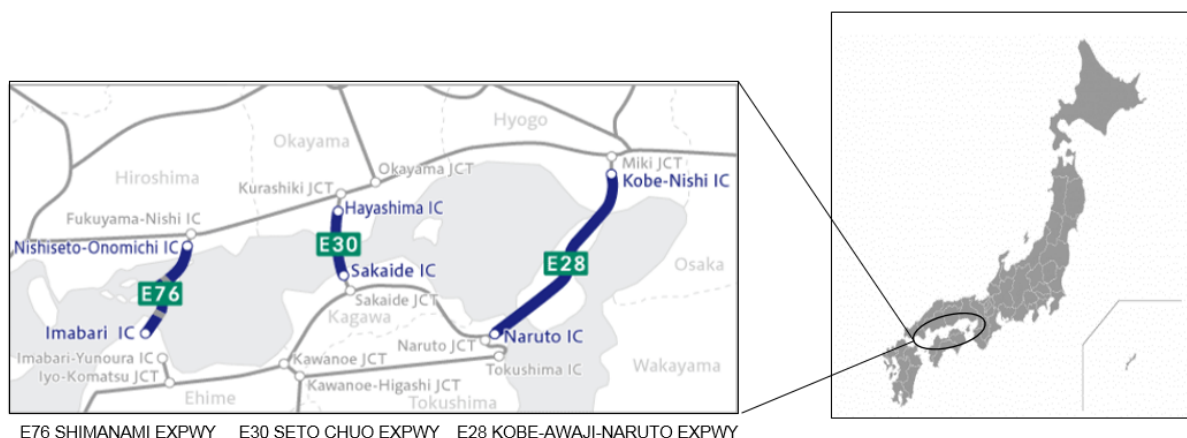 Hyogo
Okayama
Miki JCT
Okayama JCT
Kobe-Nishi IC
Hiroshima
Kurashiki JCT
Hayashima IC
Fukuyama-Nishi IC
Nishiseto-Onomichi IC
E30
E28
Osaka
Sakaide IC
E76
Sakaide JCT
Kagawa
Imabari IC
Naruto IC
Naruto JCT
Imabari-Yunoura IC
Kawanoe JCT
Tokushima IC
Wakayama
Iyo-Komatsu JCT
Kawanoe-Higashi JCT
Ehime
Tokushima
E76 SHIMANAMI EXPWY E30 SETO CHUO EXPWY E28 KOBE-AWAJI-NARUTO EXPWY